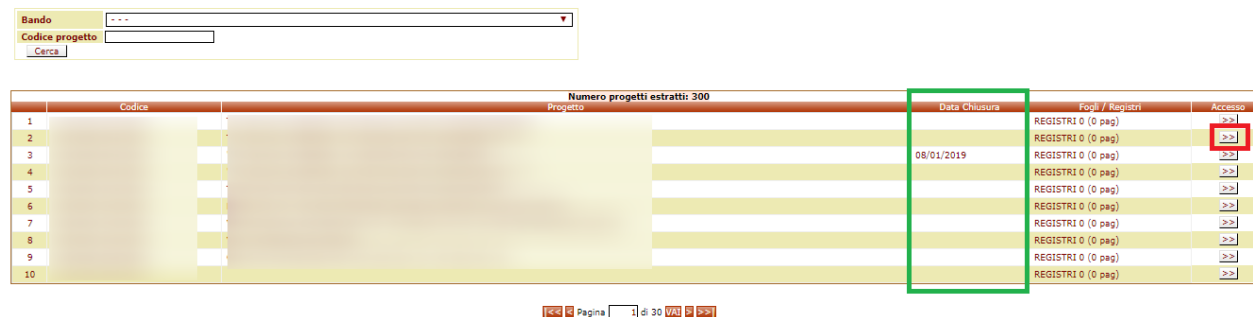 Bando - - -
Codice progetto
Cerca
Numero progetti estratti: 300
Codice Progetto Data Chiusura Fogli / Registri Accesso
1 REGISTRI 0 (0 pag) >>
2 REGISTRI 0 (0 pag) >>
3 08/01/2019 REGISTRI 0 (0 pag) >>
4 REGISTRI 0 (0 pag) >>
5 REGISTRI 0 (0 pag) >>
6 REGISTRI 0 (0 pag) >>
7 REGISTRI 0 (0 pag) >>
8 REGISTRI 0 (0 pag) >>
9 REGISTRI 0 (0 pag) >>
10 REGISTRI 0 (0 pag) >>
|<< < Pagina 1 di 30 VAI > >>|